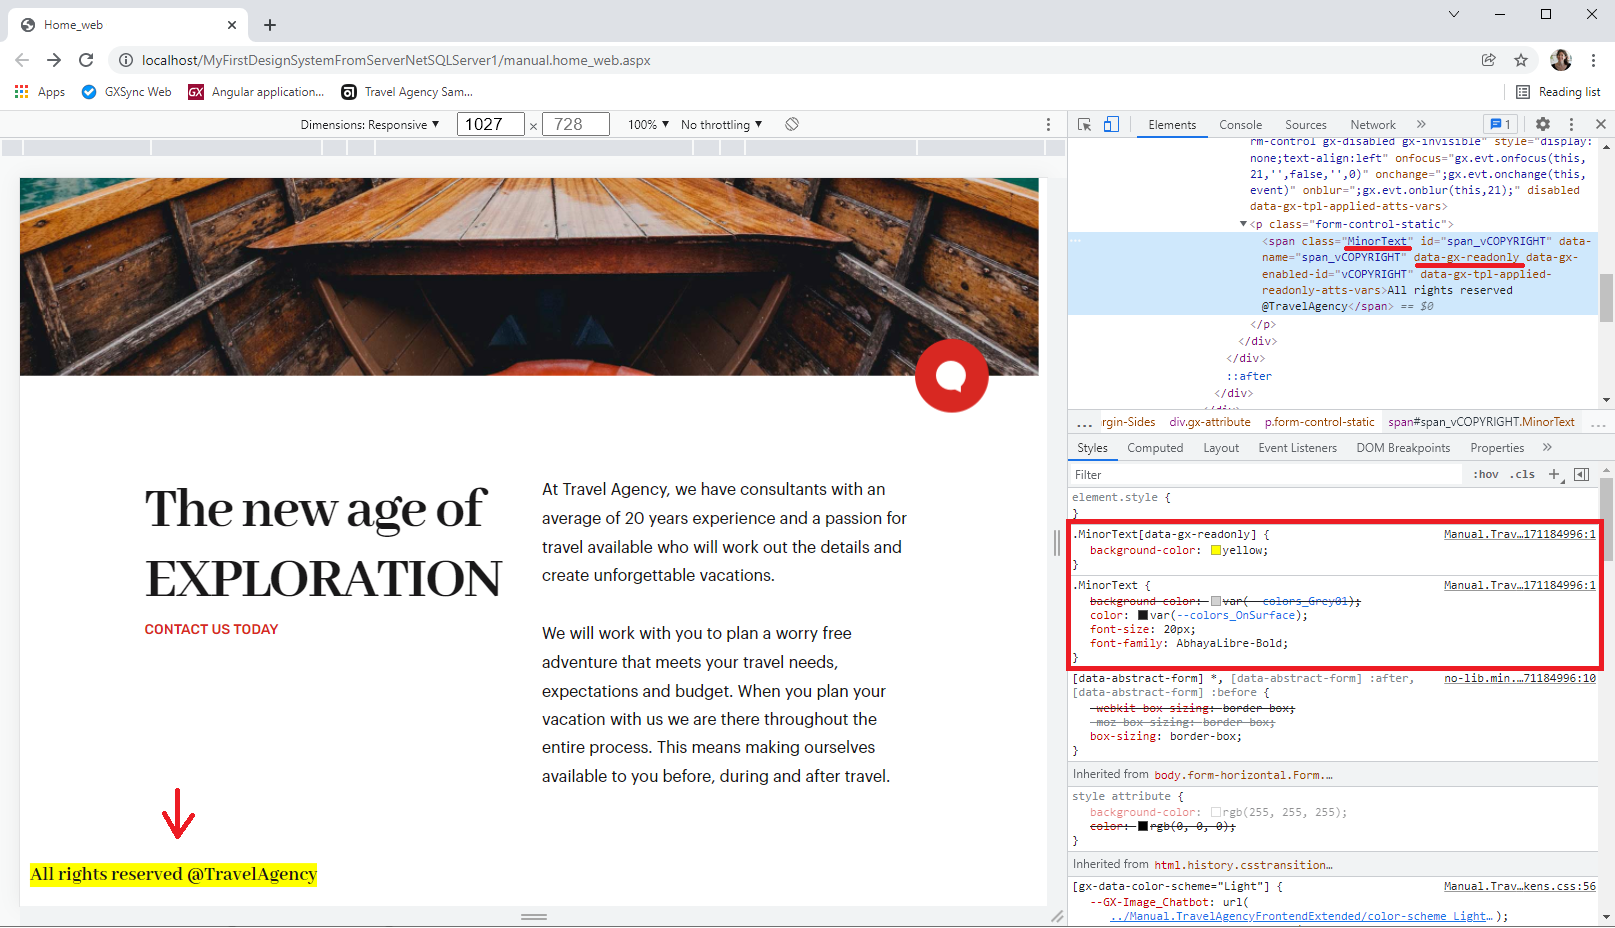 Home_web
localhost/MyFirstDesignSystemFromServerNetSQLServer1/manual.home_web.aspx
Apps GXSync Web GX Angular application... Travel Agency Sam... Reading list
Dimensions: Responsive ▼ 1027 × 728 100% ▼ No throttling ▼
Elements Console Sources Network » 1
rm-control gx-disabled gx-invisible" style="display:
none;text-align:left" onfocus="gx.evt.onfocus(this,
21,'',false,'',0)" onchange=";gx.evt.onchange(this,
event)" onblur=";gx.evt.onblur(this,21);" disabled
data-gx-tpl-applied-atts-vars>
▼<p class="form-control-static">
<span class="MinorText" id="span_vCOPYRIGHT" data-
name="span_vCOPYRIGHT" data-gx-readonly data-gx-
enabled-id="vCOPYRIGHT" data-gx-tpl-applied-
readonly-atts-vars>All rights reserved
@TravelAgency</span> == $0
</p>
</div>
</div>
::after
</div>
</div>
... rgin-Sides div.gx-attribute p.form-control-static span#span_vCOPYRIGHT.MinorText ...
Styles Computed Layout Event Listeners DOM Breakpoints Properties »
Filter :hov .cls +
element.style {
}
.MinorText[data-gx-readonly] { Manual.Trav…171184996:1
background-color: yellow;
}
.MinorText { Manual.Trav…171184996:1
background-color: var(--colors_Grey01);
color: var(--colors_OnSurface);
font-size: 20px;
font-family: AbhayaLibre-Bold;
}
[data-abstract-form] *, [data-abstract-form] :after, no-lib.min.…71184996:10
[data-abstract-form] :before {
-webkit-box-sizing: border-box;
-moz-box-sizing: border-box;
box-sizing: border-box;
}
Inherited from body.form-horizontal.Form.…
style attribute {
background-color: rgb(255, 255, 255);
color: rgb(0, 0, 0);
}
Inherited from html.history.csstransition…
[gx-data-color-scheme="Light"] { Manual.Trav…kens.css:56
--GX-Image_Chatbot: url(
../Manual.TravelAgencyFrontendExtended/color-scheme Light… );
The new age of
EXPLORATION
CONTACT US TODAY
At Travel Agency, we have consultants with an
average of 20 years experience and a passion for
travel available who will work out the details and
create unforgettable vacations.
We will work with you to plan a worry free
adventure that meets your travel needs,
expectations and budget. When you plan your
vacation with us we are there throughout the
entire process. This means making ourselves
available to you before, during and after travel.
All rights reserved @TravelAgency